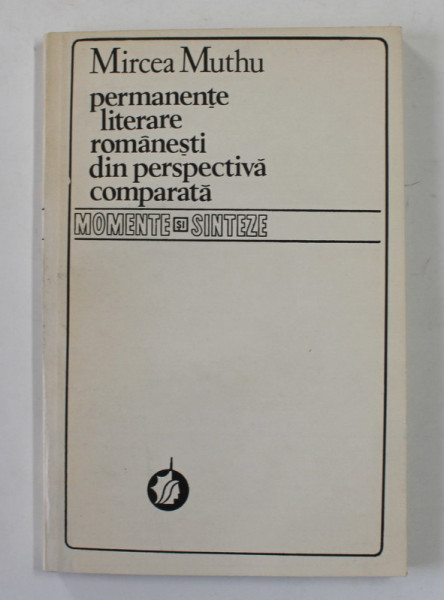 Mircea Muthu
permanențe
literare
românești
din perspectivă
comparată
MOMENTE ȘI SINTEZE